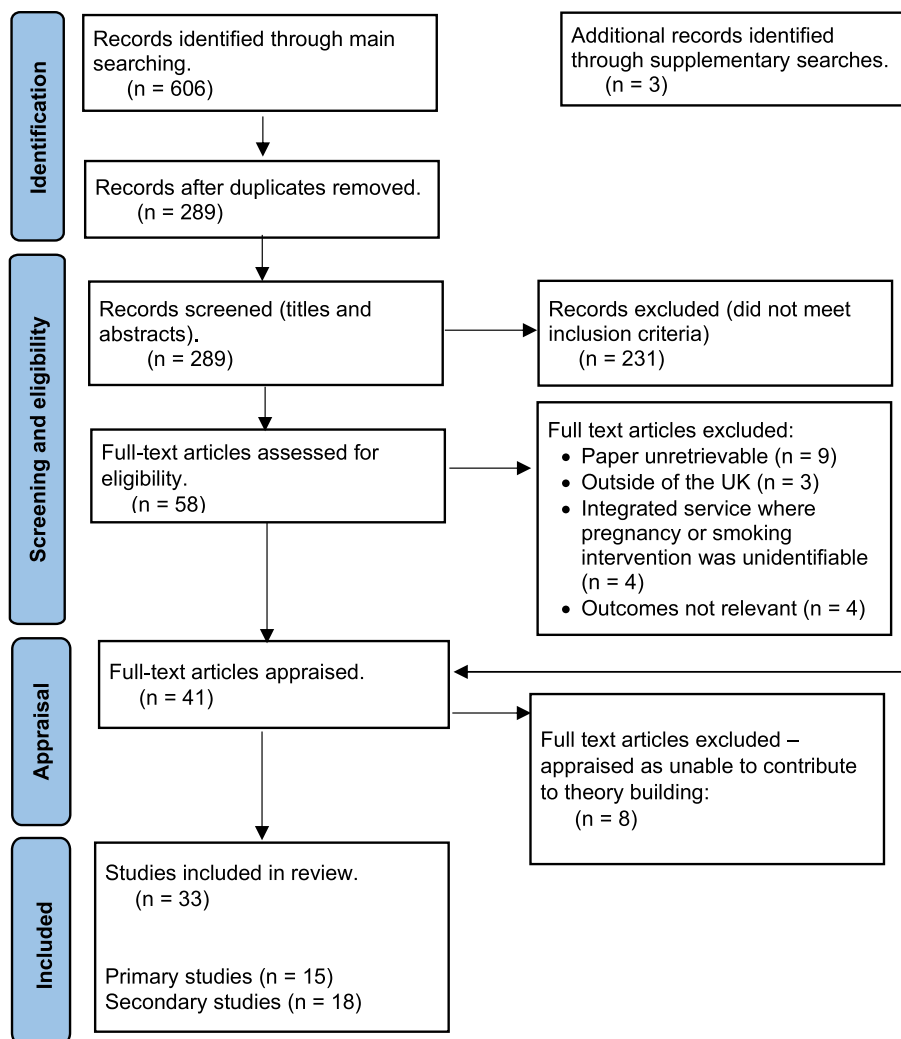 Identification
Records identified through main
searching.
(n = 606)
Additional records identified
through supplementary searches.
(n = 3)
Records after duplicates removed.
(n = 289)
Screening and eligibility
Records screened (titles and
abstracts).
(n = 289)
Records excluded (did not meet
inclusion criteria)
(n = 231)
Full-text articles assessed for
eligibility.
(n = 58)
Full text articles excluded:
• Paper unretrievable (n = 9)
• Outside of the UK (n = 3)
• Integrated service where
pregnancy or smoking
intervention was unidentifiable
(n = 4)
• Outcomes not relevant (n = 4)
Appraisal
Full-text articles appraised.
(n = 41)
Full text articles excluded –
appraised as unable to contribute
to theory building:
(n = 8)
Included
Studies included in review.
(n = 33)
Primary studies (n = 15)
Secondary studies (n = 18)